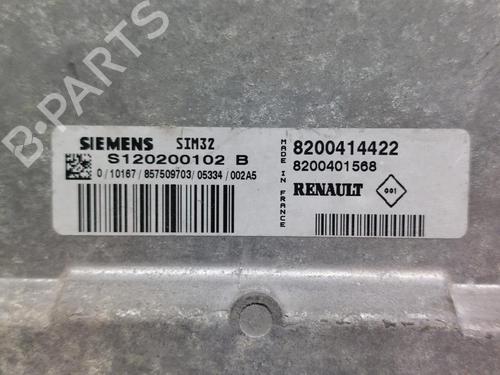 SIEMENS SIM32
S120200102 B
0/10167/857509703/05334/002A5
MADE IN FRANCE
8200414422
8200401568
RENAULT 001
B-Parts